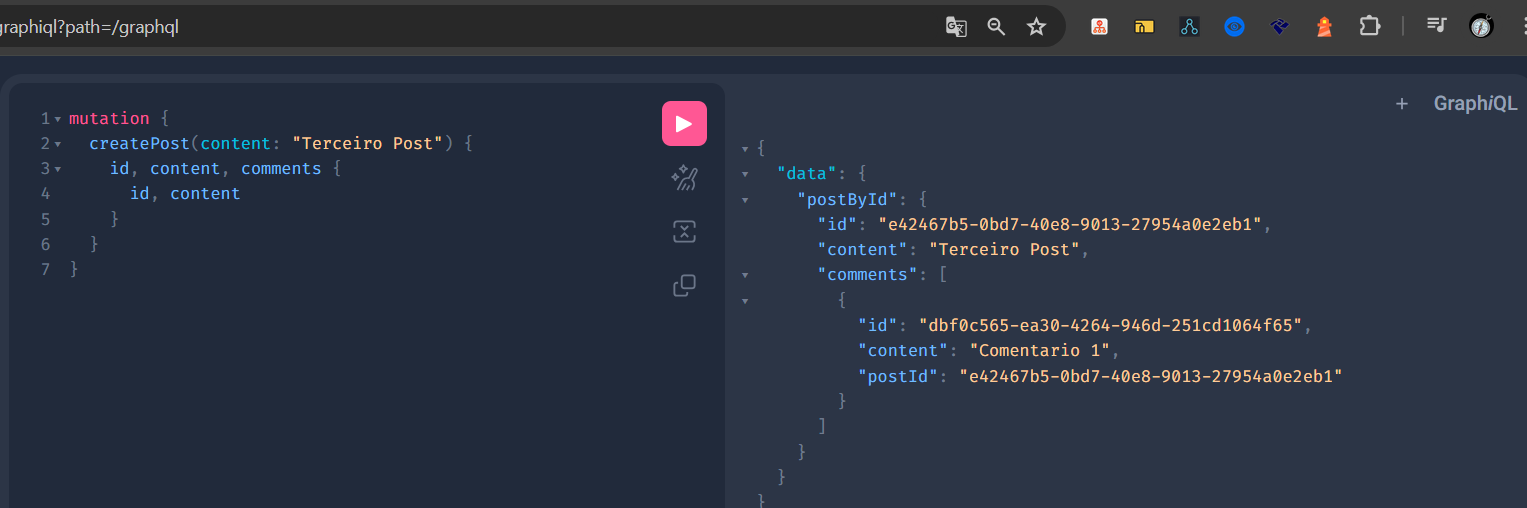 graphiql?path=/graphql
GraphiQL
1 mutation {
2 createPost(content: "Terceiro Post") {
3 id, content, comments {
4 id, content
5 }
6 }
7 }
{
"data": {
"postById": {
"id": "e42467b5-0bd7-40e8-9013-27954a0e2eb1",
"content": "Terceiro Post",
"comments": [
{
"id": "dbf0c565-ea30-4264-946d-251cd1064f65",
"content": "Comentario 1",
"postId": "e42467b5-0bd7-40e8-9013-27954a0e2eb1"
}
]
}
}
}